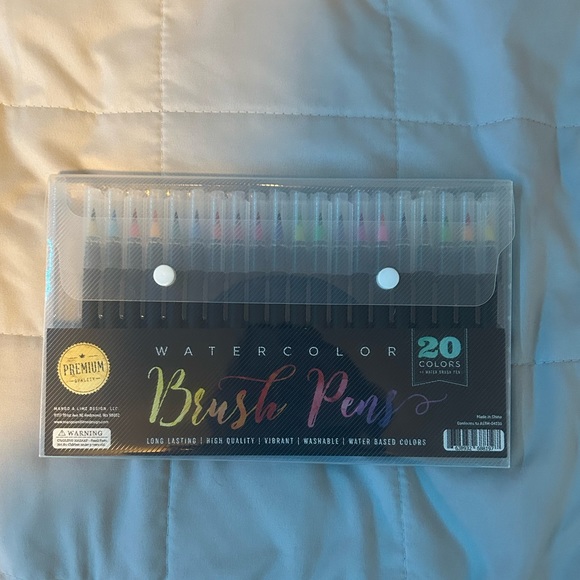 WATERCOLOR
Brush Pens
20
COLORS
+ WATER BRUSH PEN
PREMIUM
QUALITY
MANGO & LIME DESIGN, LLC
WARNING
LONG LASTING | HIGH QUALITY | VIBRANT | WASHABLE | WATER BASED COLORS
Made in China